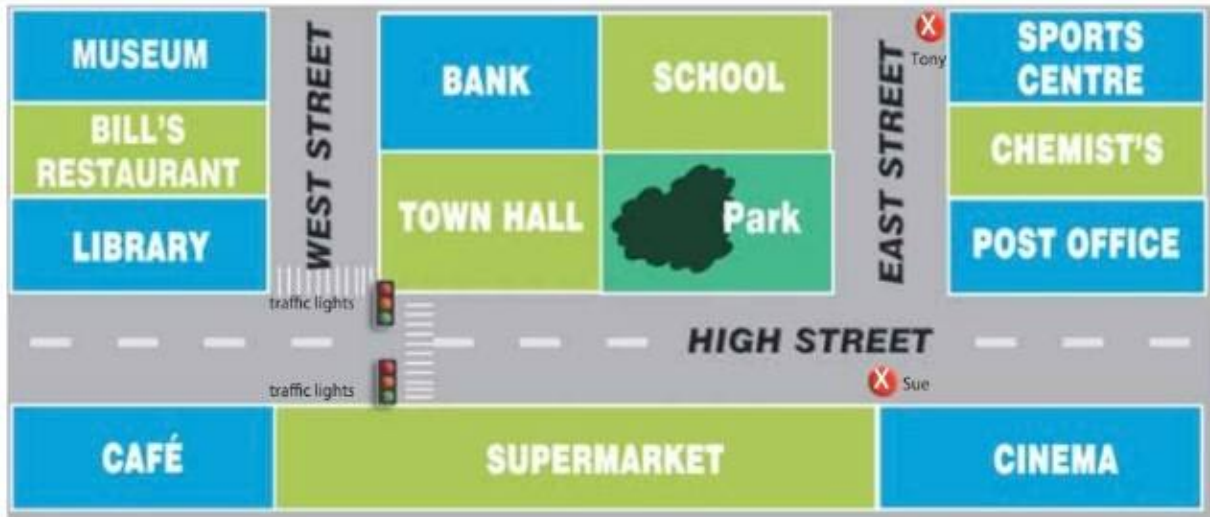 MUSEUM
BILL'S
RESTAURANT
LIBRARY
WEST STREET
BANK
SCHOOL
TOWN HALL
Park
EAST STREET
X
Tony
SPORTS
CENTRE
CHEMIST'S
POST OFFICE
traffic lights
HIGH STREET
traffic lights
X
Sue
CAFÉ
SUPERMARKET
CINEMA